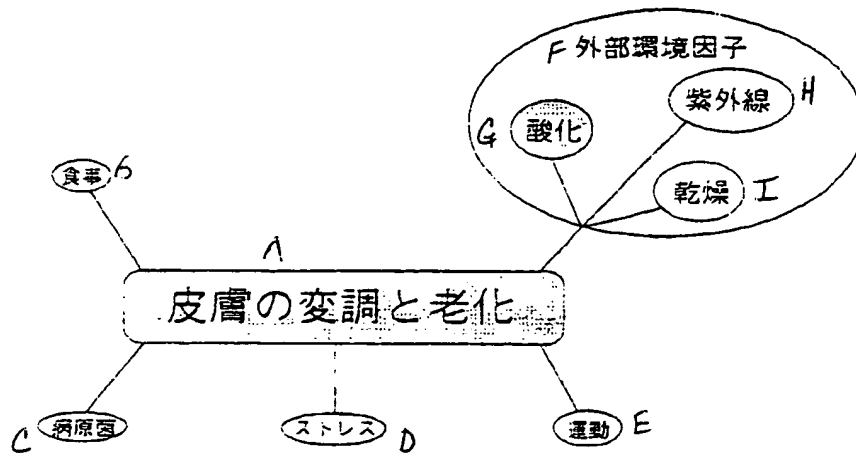 F 外部環境因子
紫外線 H
G 酸化
乾燥 I
食事
A
皮膚の変調と老化
C 病原菌
ストレス D
運動 E